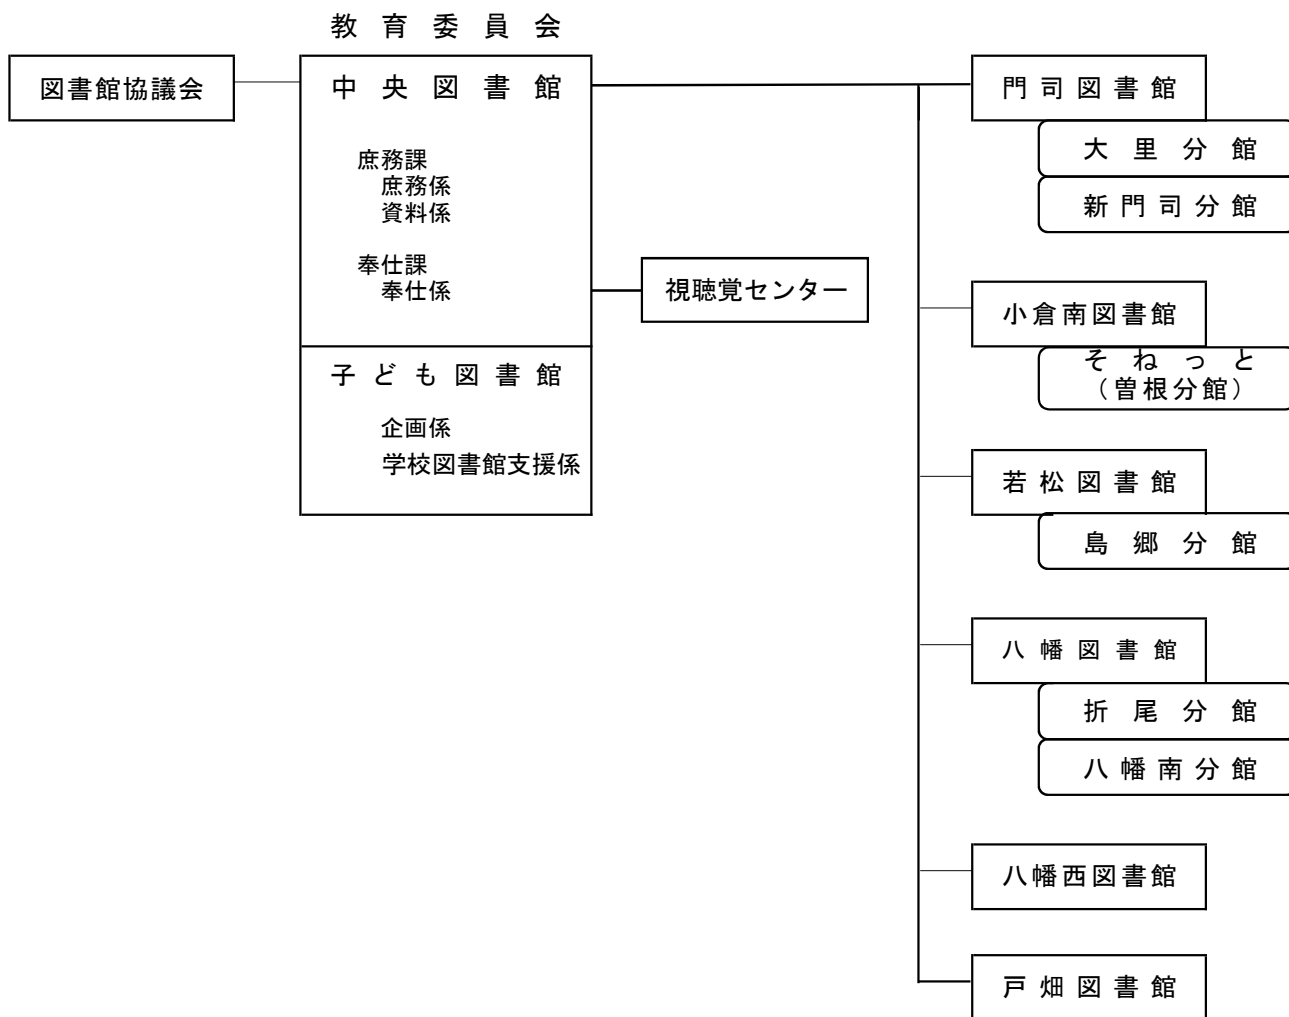 教育委員会
図書館協議会
中央図書館
庶務課
庶務係
資料係
奉仕課
奉仕係
視聴覚センター
子ども図書館
企画係
学校図書館支援係
門司図書館
大里分館
新門司分館
小倉南図書館
そねっと
（曽根分館）
若松図書館
島郷分館
八幡図書館
折尾分館
八幡南分館
八幡西図書館
戸畑図書館